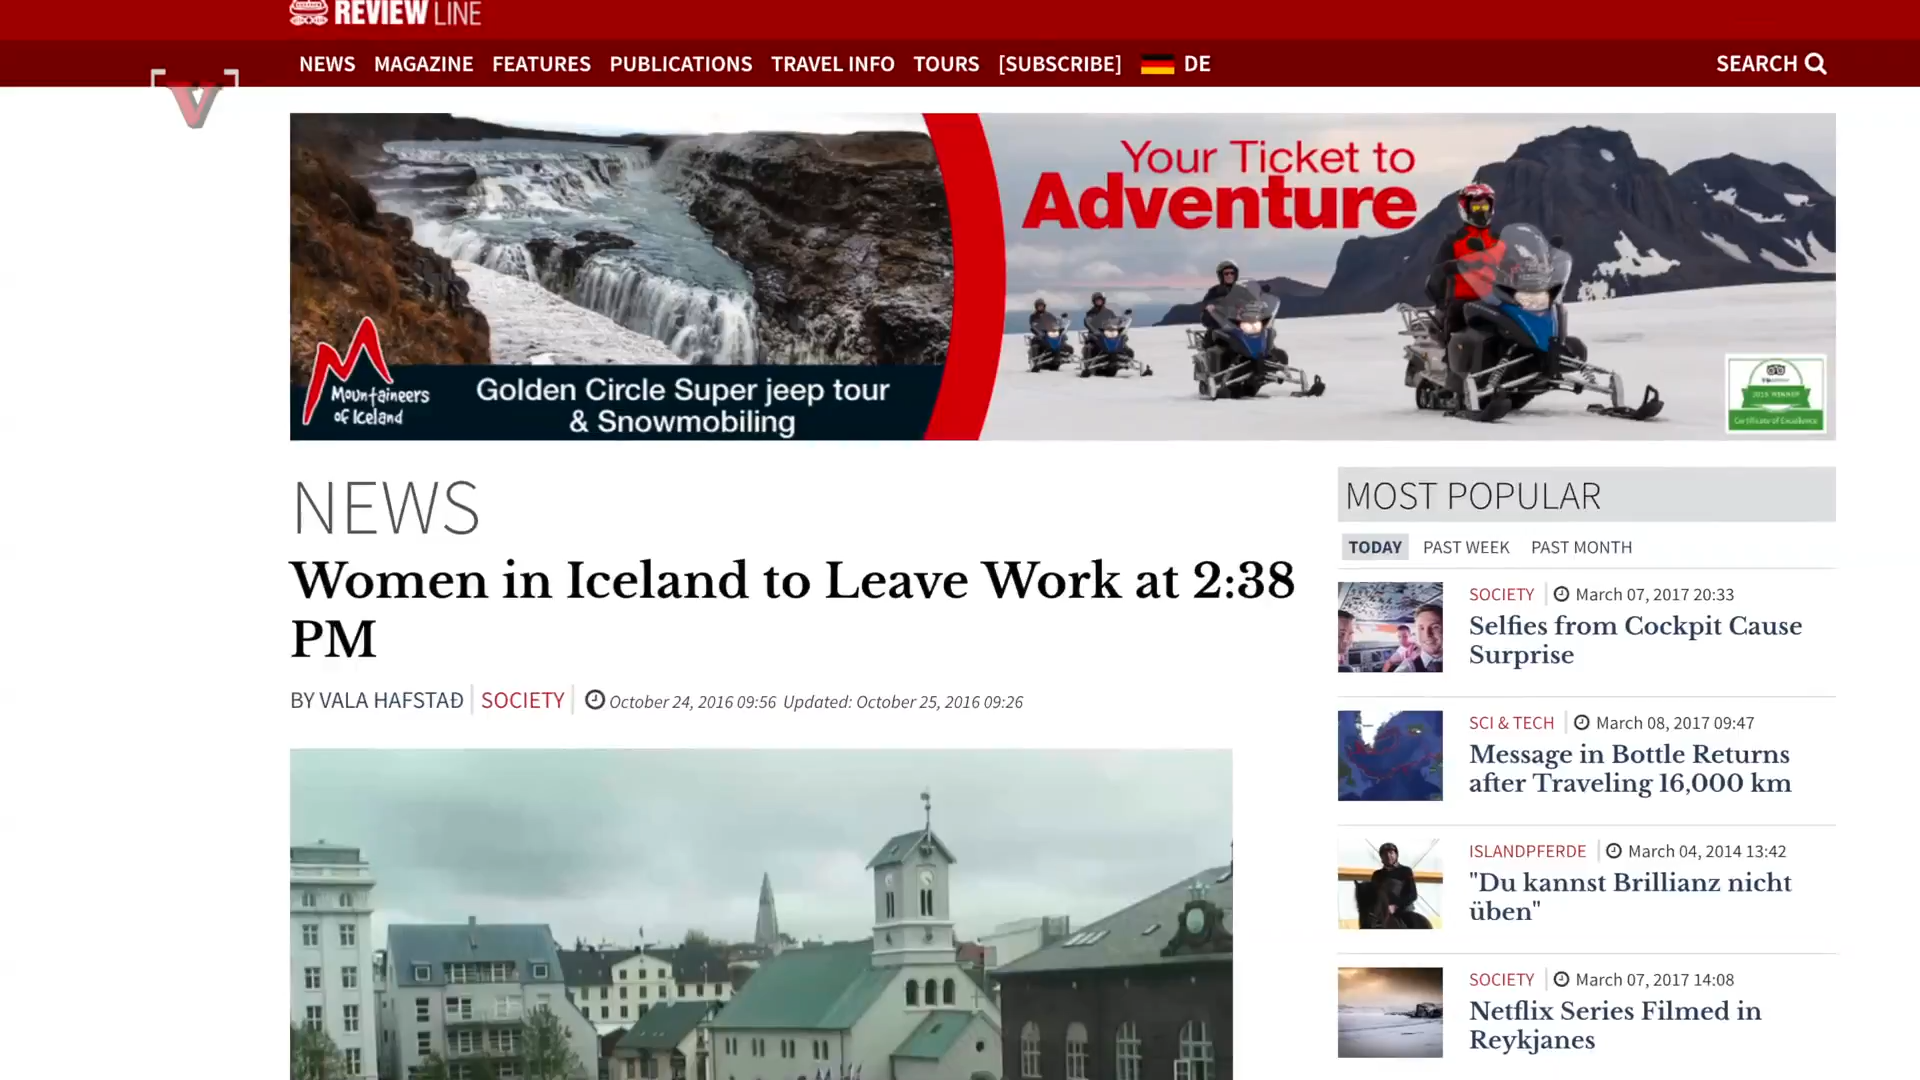 REVIEW LINE
NEWS MAGAZINE FEATURES PUBLICATIONS TRAVEL INFO TOURS [SUBSCRIBE] DE SEARCH
V
Your Ticket to
Adventure
Mountaineers
of Iceland
Golden Circle Super jeep tour
& Snowmobiling
Certificate of Excellence
NEWS
Women in Iceland to Leave Work at 2:38
PM
BY VALA HAFSTAÐ SOCIETY October 24, 2016 09:56 Updated: October 25, 2016 09:26
MOST POPULAR
TODAY PAST WEEK PAST MONTH
SOCIETY March 07, 2017 20:33
Selfies from Cockpit Cause
Surprise
SCI & TECH March 08, 2017 09:47
Message in Bottle Returns
after Traveling 16,000 km
ISLANDPFERDE March 04, 2014 13:42
"Du kannst Brillianz nicht
üben"
SOCIETY March 07, 2017 14:08
Netflix Series Filmed in
Reykjanes